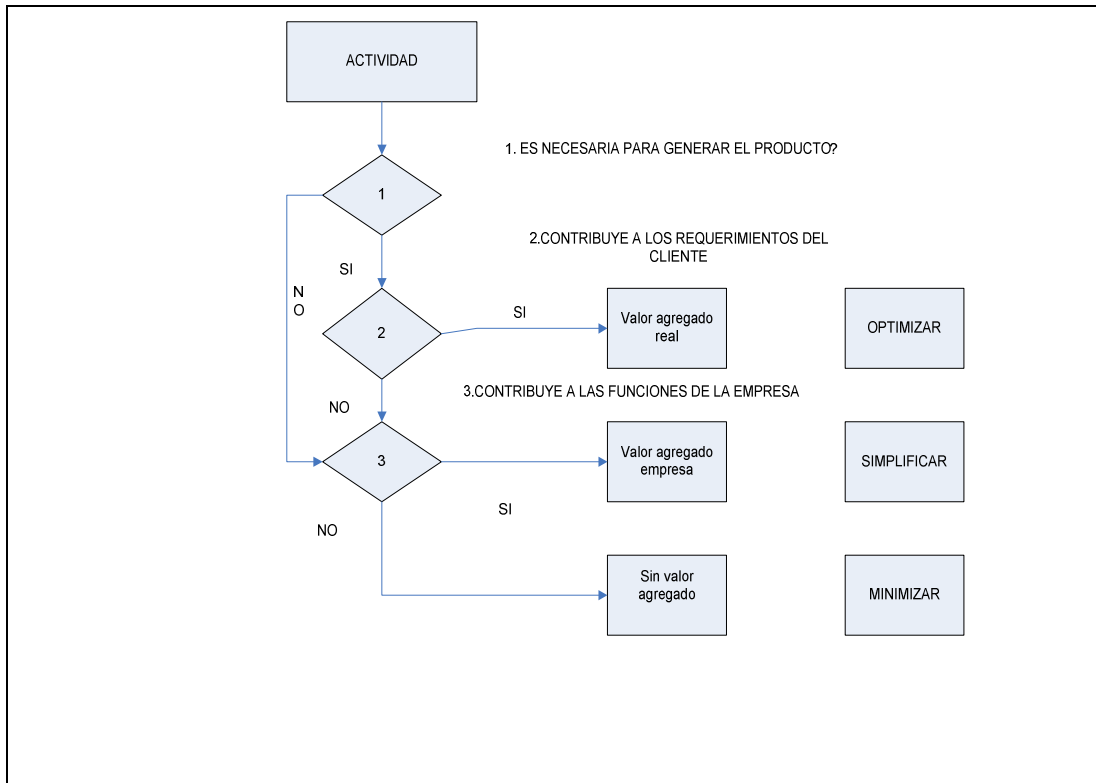 ACTIVIDAD
1. ES NECESARIA PARA GENERAR EL PRODUCTO?
1
2.CONTRIBUYE A LOS REQUERIMIENTOS DEL
CLIENTE
SI
N
O
2
SI
Valor agregado
real
OPTIMIZAR
3.CONTRIBUYE A LAS FUNCIONES DE LA EMPRESA
NO
3
Valor agregado
empresa
SIMPLIFICAR
SI
NO
Sin valor
agregado
MINIMIZAR